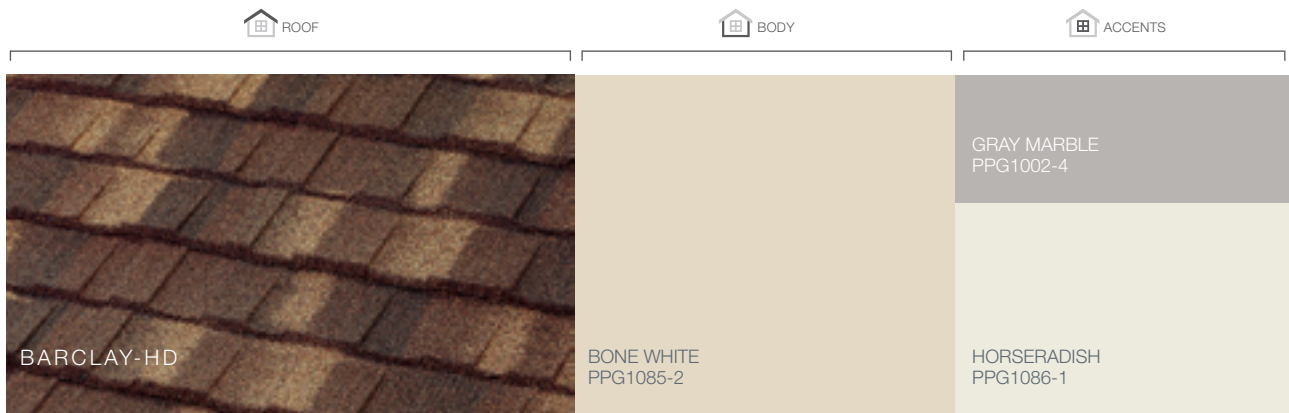 ROOF
BODY
ACCENTS
BARCLAY-HD
BONE WHITE
PPG1085-2
GRAY MARBLE
PPG1002-4
HORSERADISH
PPG1086-1